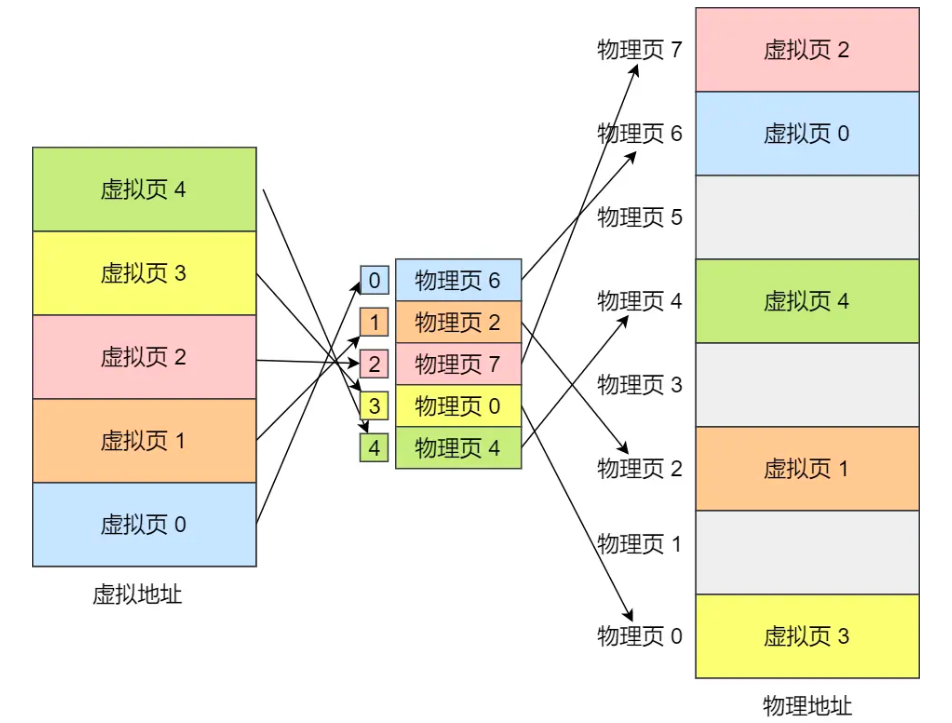 虚拟页 4
虚拟页 3
虚拟页 2
虚拟页 1
虚拟页 0
虚拟地址
0 物理页 6
1 物理页 2
2 物理页 7
3 物理页 0
4 物理页 4
物理页 7 虚拟页 2
物理页 6 虚拟页 0
物理页 5
物理页 4 虚拟页 4
物理页 3
物理页 2 虚拟页 1
物理页 1
物理页 0 虚拟页 3
物理地址